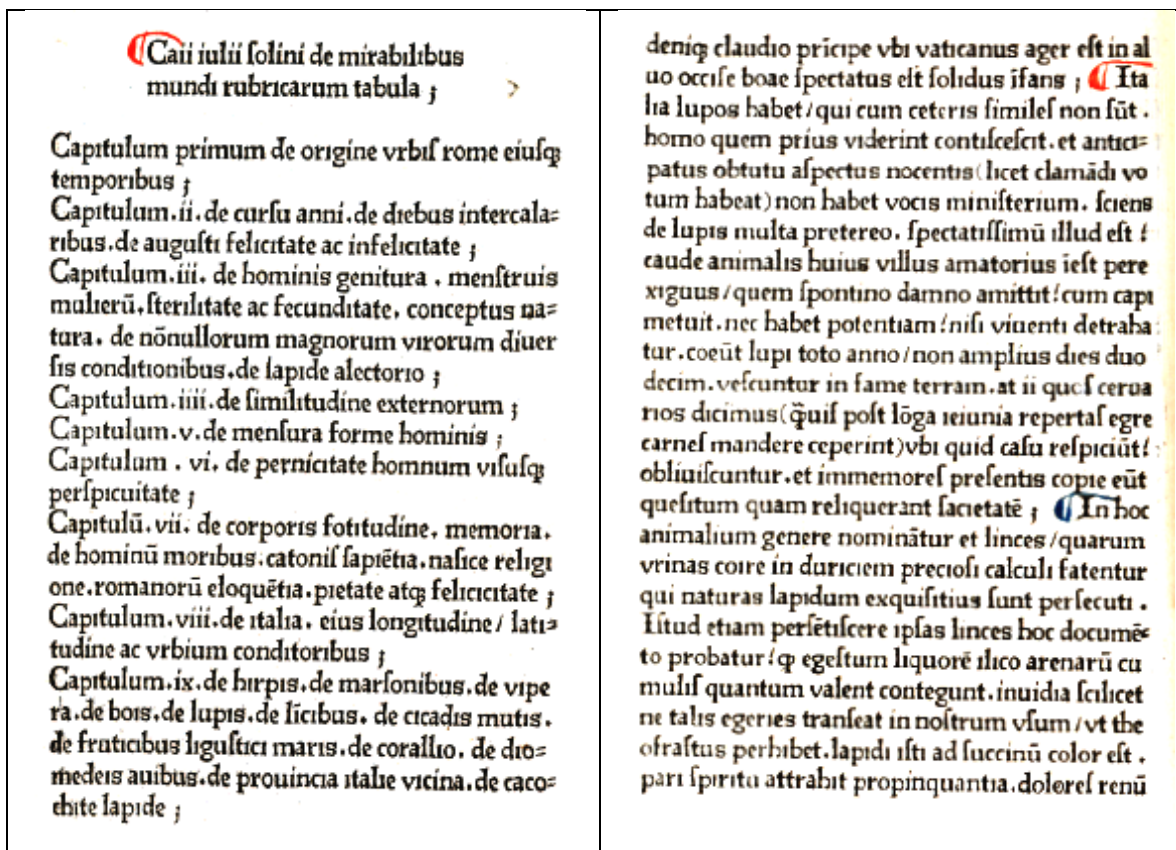 Caii iulii ſolini de mirabilibus
mundi rubricarum tabula ;
Capitulum primum de origine vrbiſ rome eiuſqꝫ
temporibus ;
Capitulum.ii.de curſu anni.de diebus intercala=
ribus.de auguſti felicitate ac infelicitate ;
Capitulum.iii. de hominis genitura . menſtruis
mulierū.ſterilitate ac fecunditate. conceptus na=
tura. de nōnullorum magnorum virorum diuer
ſis conditionibus.de lapide alectorio ;
Capitulum.iiii.de ſimilitudine externorum ;
Capitulum.v.de menſura forme hominis ;
Capitulum . vi. de pernicitate homnum viſuſqꝫ
perſpicuitate ;
Capitulū.vii. de corporis fotitudine. memoria.
de hominū moribus.catoniſ ſapiētia.naſice religi
one.romanorū eloquētia.pietate atqꝫ felicicitate ;
Capitulum.viii.de italia. eius longitudine/ lati=
tudine ac vrbium conditoribus ;
Capitulum.ix.de hirpis.de marſonibus.de vipe
ra.de bois.de lupis.de līcibus. de cicadis mutis.
de fruticibus liguſtici maris.de corallio. de dio=
medeis auibus.de prouincia italie vicina.de caco=
chite lapide ;
deniqꝫ claudio pricipe vbi vaticanus ager eſt in al
uo occiſe boae ſpectatus eſt ſolidus īfans ; Ita
lia lupos habet/qui cum ceteris ſimileſ non ſūt .
homo quem prius viderint contiſceſcit.et antici=
patus obtutu aſpectus nocentis(licet clamādi vo
tum habeat)non habet vocis miniſterium. ſciens
de lupis multa pretereo. ſpectatiſſimū illud eſt !
caude animalis huius villus amatorius īeſt pere
xiguus/quem ſpontino damno amittit!cum capi
metuit.nec habet potentiam!niſi viuenti detraha
tur.coeūt lupi toto anno/non amplius dies duo
decim.veſcuntur in fame terram.at ii queſ cerua
rios dicimus(q̄uiſ poſt lōga ieiunia repertaſ egre
carneſ mandere ceperint)vbi quid caſu reſpiciūt!
obliuiſcuntur.et immemoreſ preſentis copie eūt
queſitum quam reliquerant ſacietatē ; In hoc
animalium genere nominātur et linces/quarum
vrinas coire in duriciem precioſi calculi fatentur
qui naturas lapidum exquiſitius ſunt perſecuti .
Iſtud etiam perſētiſcere ipſas linces hoc documē=
to probatur!ꝙ egeſtum liquorē ilico arenarū cu
muliſ quantum valent contegunt.inuidia ſcilicet
ne talis egeries tranſeat in noſtrum vſum/vt the
ofraſtus perhibet.lapidi iſti ad ſuccinū color eſt .
pari ſpiritu attrahit propinquantia.doloreſ renū